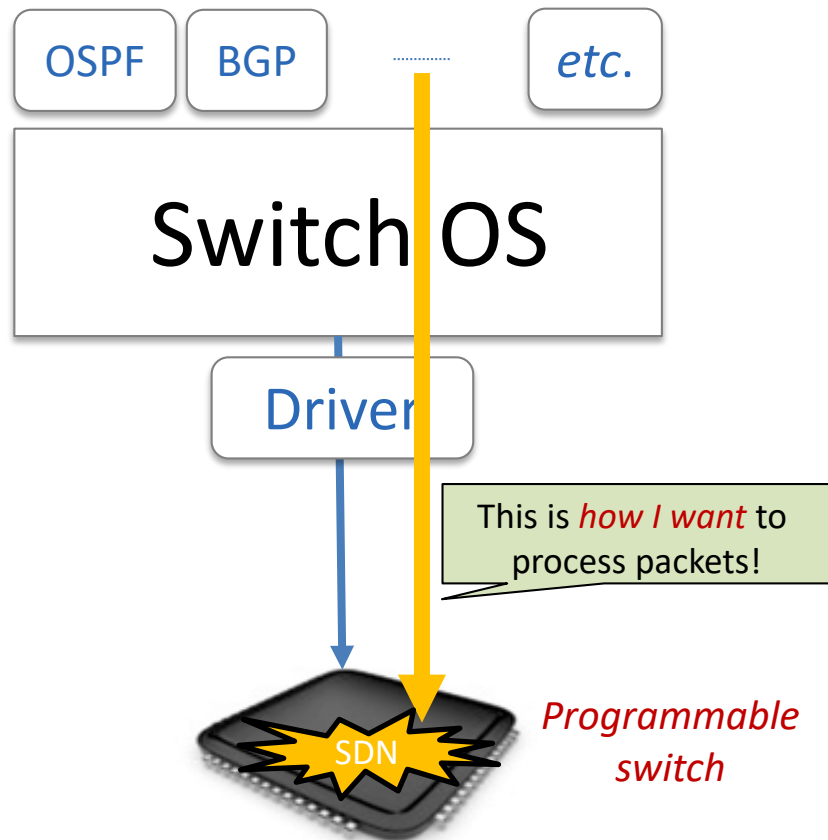 OSPF BGP ........... etc.
Switch OS
Driver
This is how I want to
process packets!
Programmable
switch
SDN